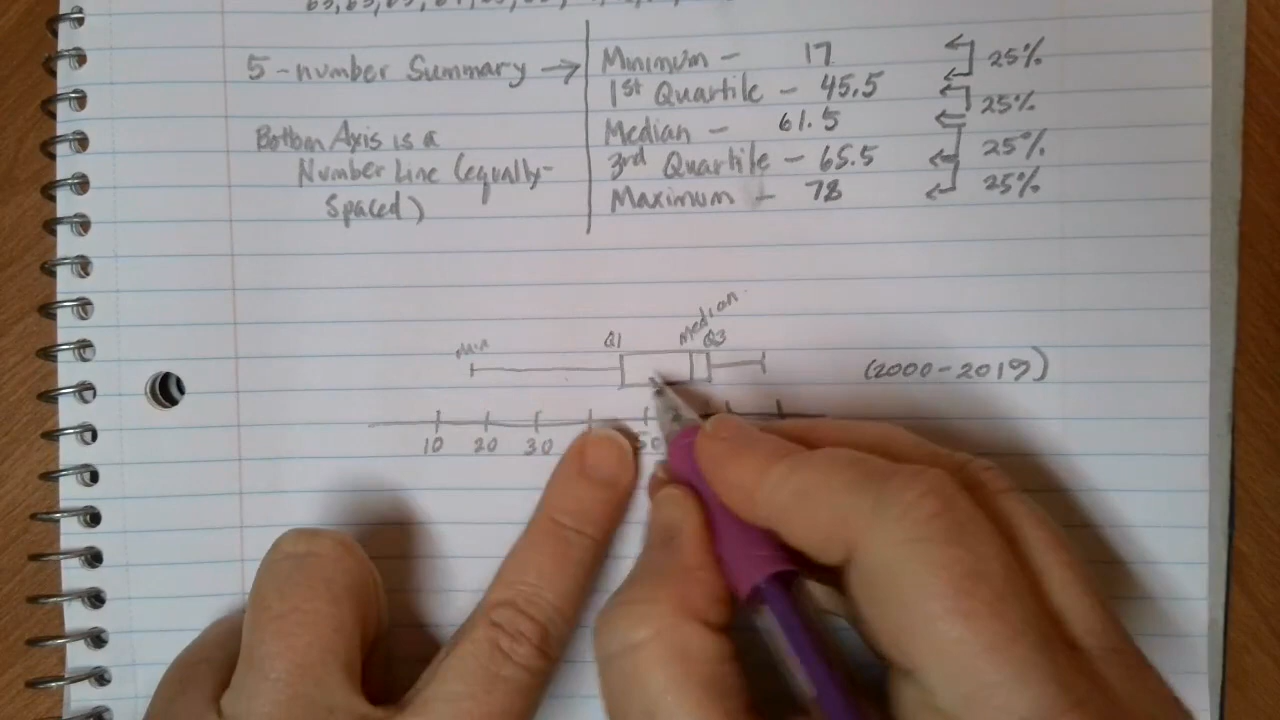 5-number Summary →
Minimum - 17
25%
1st Quartile - 45.5
25%
Median - 61.5
25%
3rd Quartile - 65.5
25%
Maximum - 78
Bottom Axis is a
Number Line (equally-
Spaced)
Min
Q1
Median
Q3
(2000-2019)
10 20 30 50